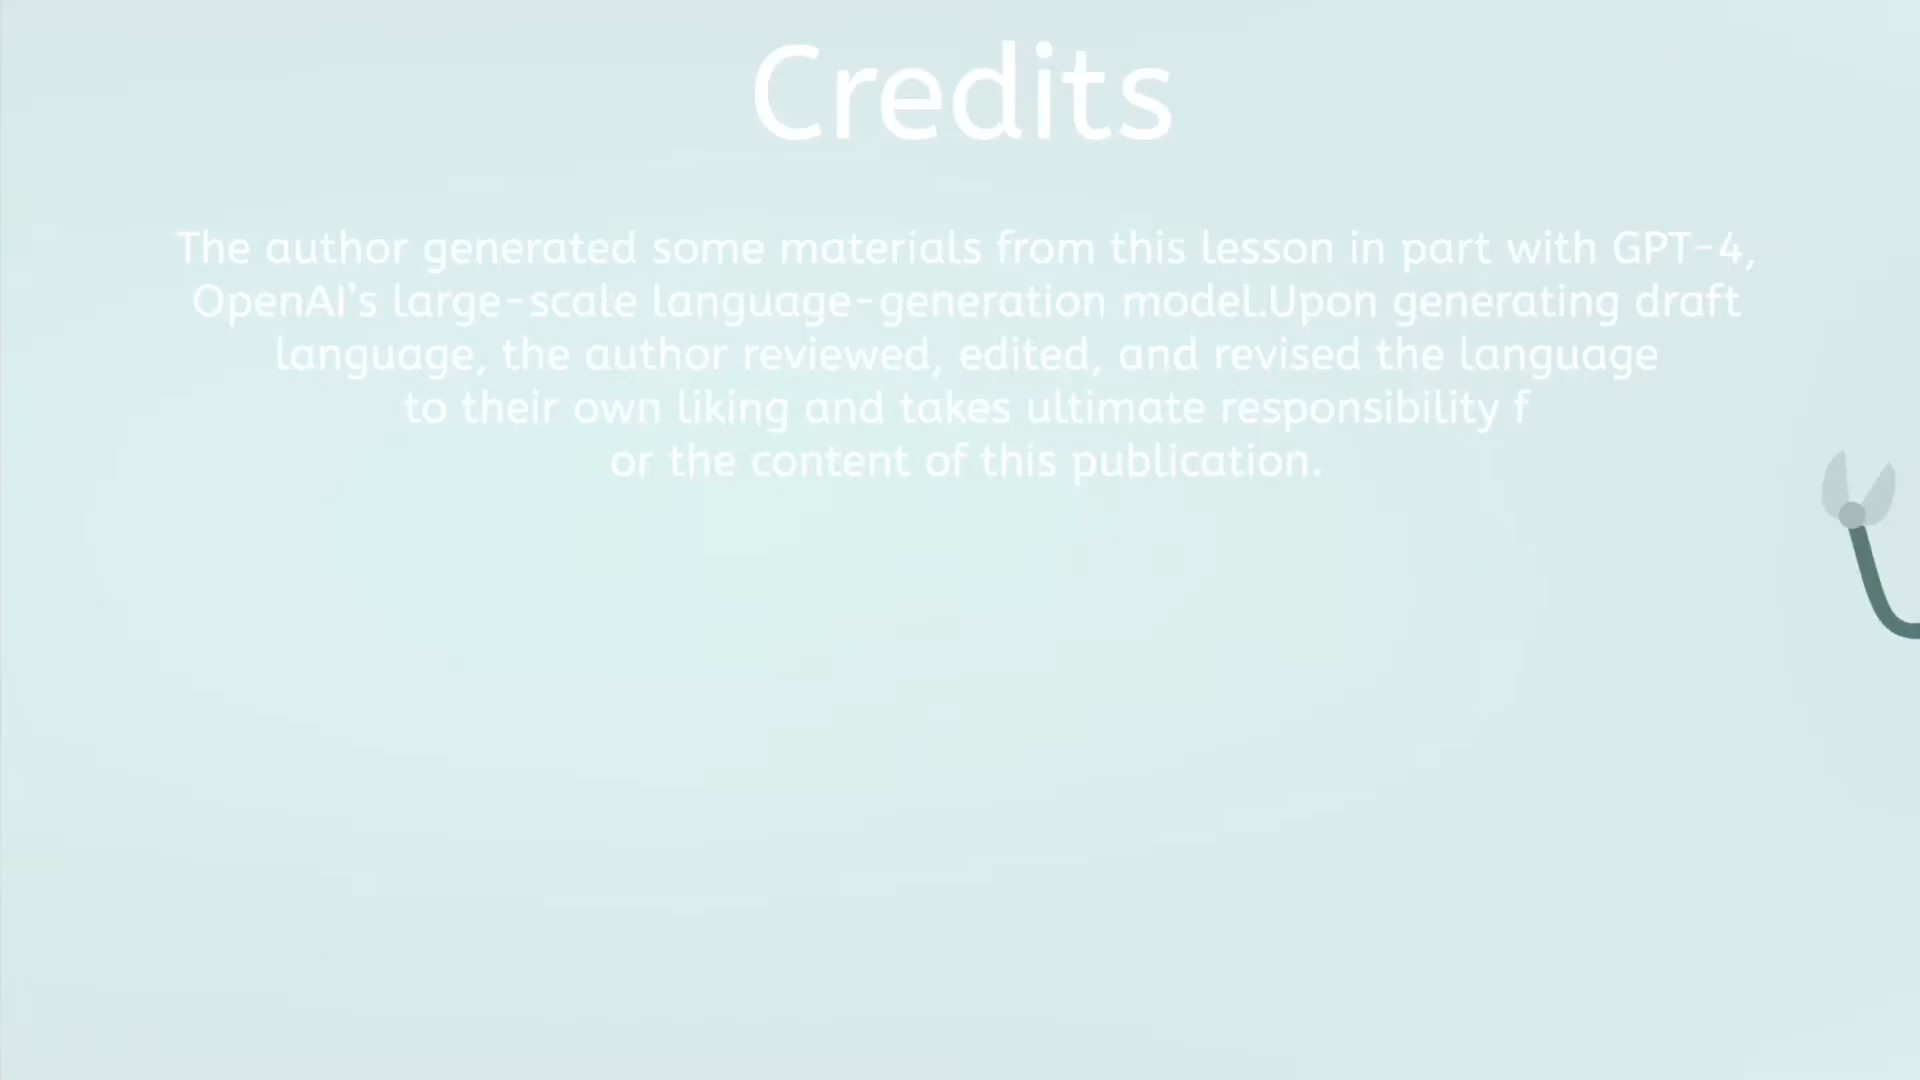 Credits
The author generated some materials from this lesson in part with GPT-4,
OpenAI's large-scale language-generation model.Upon generating draft
language, the author reviewed, edited, and revised the language
to their own liking and takes ultimate responsibility f
or the content of this publication.